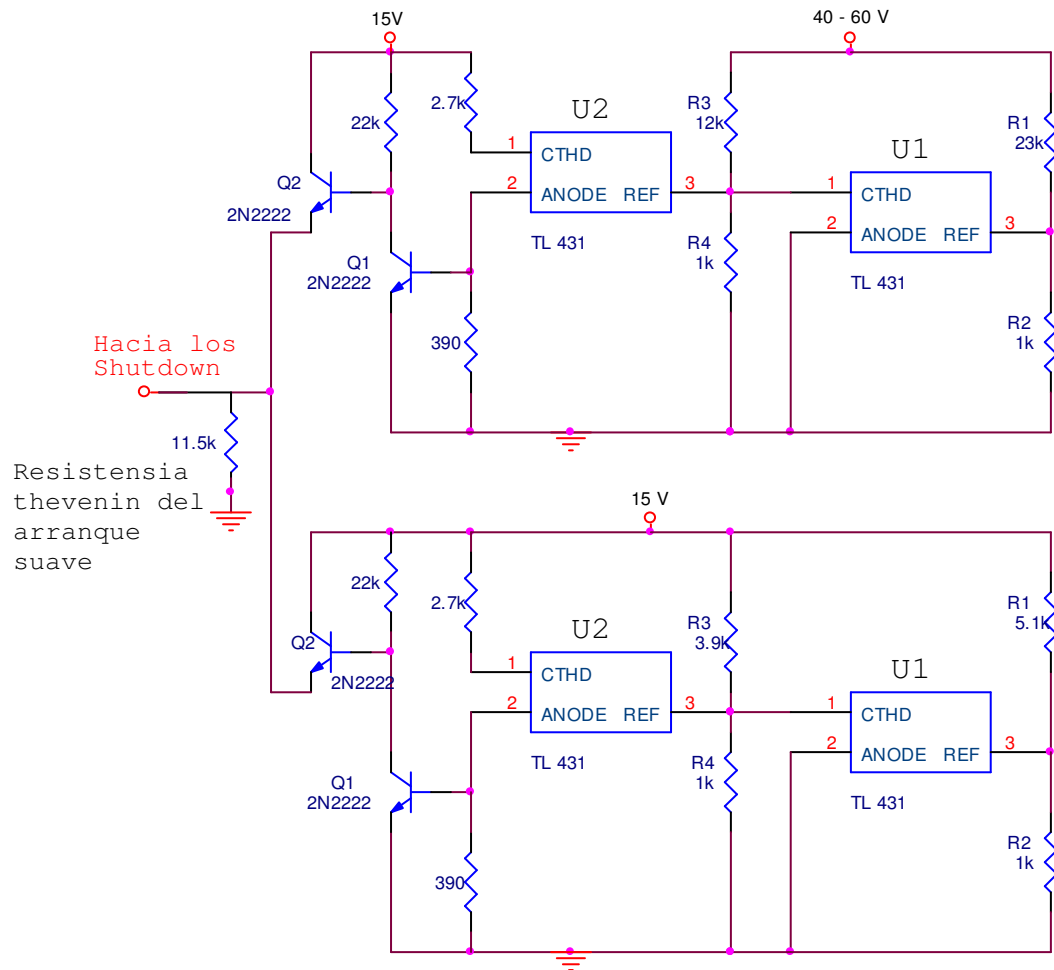 15V
40 - 60 V
2.7k
22k
U2
R3
12k
U1
R1
23k
1
CTHD
2
ANODE REF
3
1
CTHD
2
ANODE REF
3
Q2
2N2222
TL 431
Q1
2N2222
R4
1k
TL 431
390
R2
1k
Hacia los
Shutdown
11.5k
Resistensia
thevenin del
arranque
suave
15 V
22k
2.7k
U2
R3
3.9k
U1
R1
5.1k
Q2
2N2222
1
CTHD
2
ANODE REF
3
1
CTHD
2
ANODE REF
3
TL 431
Q1
2N2222
R4
1k
TL 431
390
R2
1k